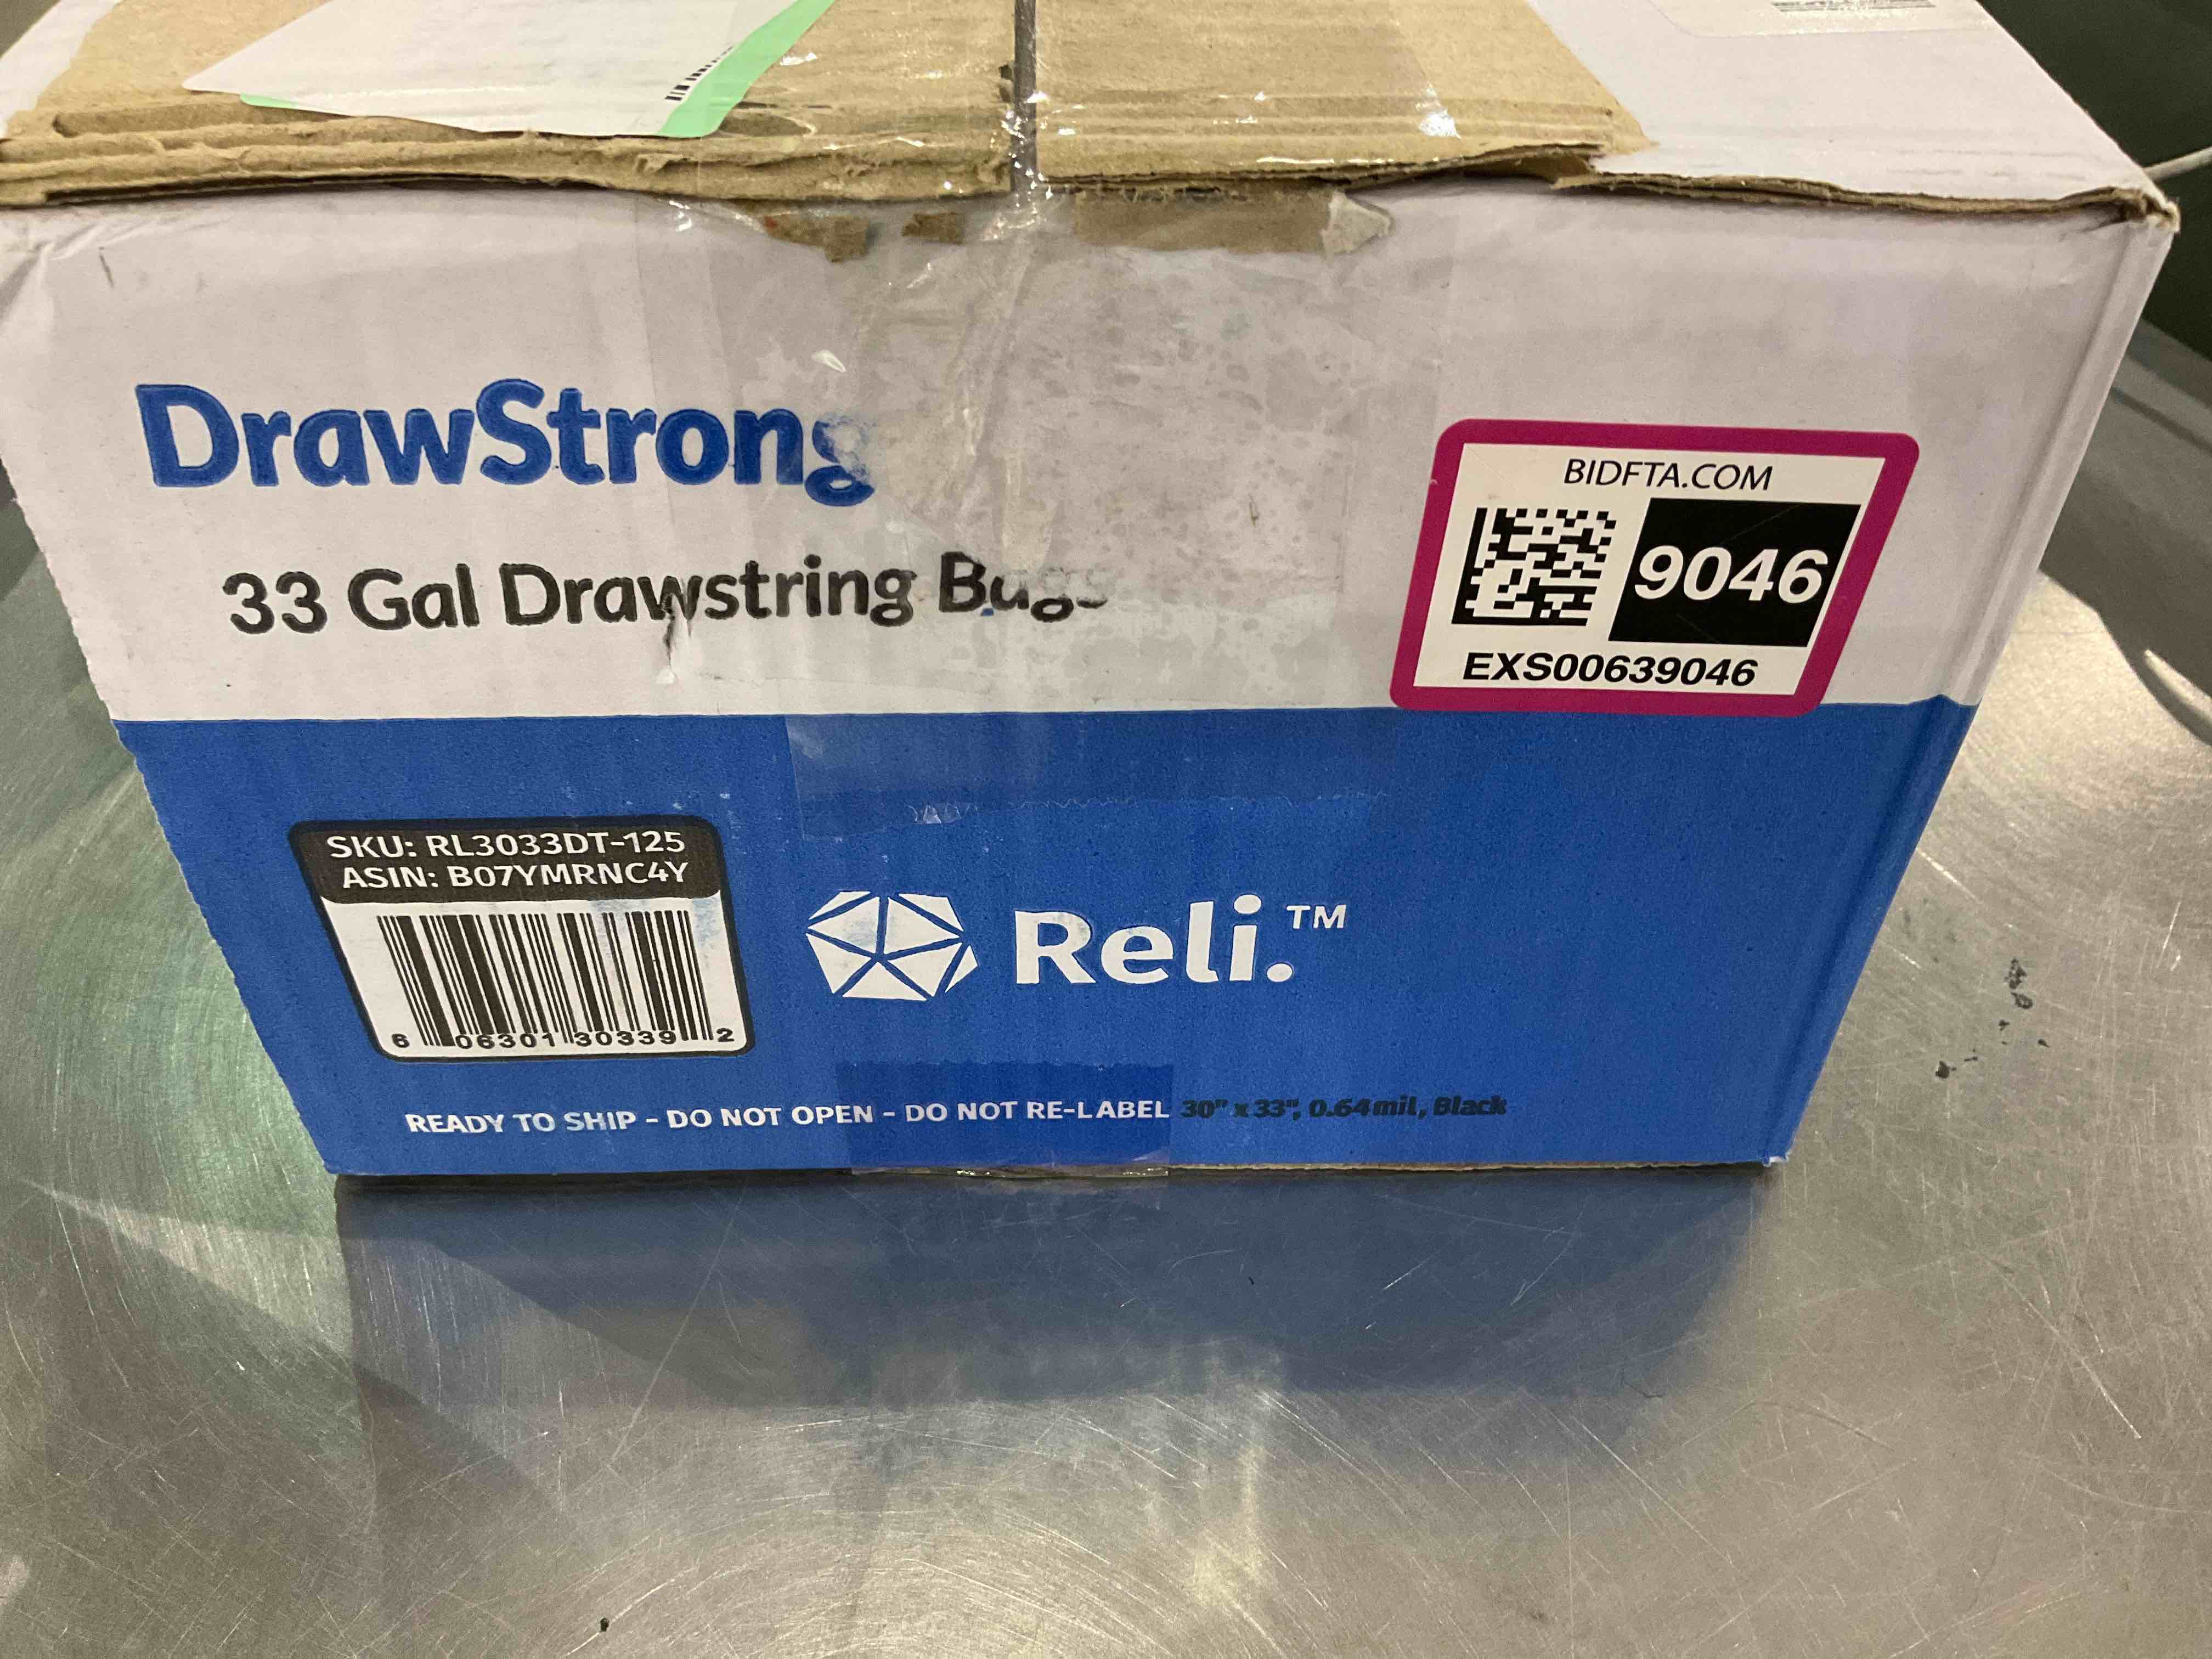 DrawStrong
33 Gal Drawstring Bags
BIDFTA.COM
9046
EXS00639046
SKU: RL3033DT-125
ASIN: B07YMRNC4Y
6 06301 30339 2
Reli.™
READY TO SHIP - DO NOT OPEN - DO NOT RE-LABEL 30" x 33", 0.64mil, Black